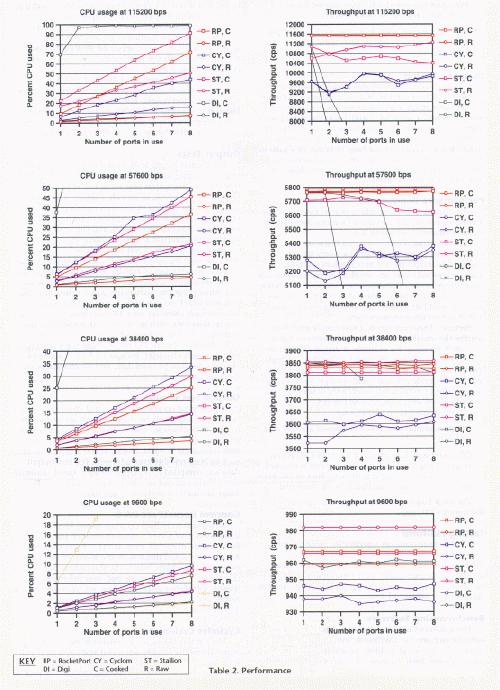 CPU usage at 115200 bps
Percent CPU used
100
90
80
70
60
50
40
30
20
10
0
1 2 3 4 5 6 7 8
Number of ports in use
RP, C
RP, R
CY, C
CY, R
ST, C
ST, R
DI, C
DI, R
Throughput at 115200 bps
Throughput (cps)
12000
11600
11200
10800
10400
10000
9600
9200
8800
8400
8000
1 2 3 4 5 6 7 8
Number of ports in use
RP, C
RP, R
CY, C
CY, R
ST, C
ST, R
DI, C
DI, R
CPU usage at 57600 bps
Percent CPU used
50
45
40
35
30
25
20
15
10
5
0
1 2 3 4 5 6 7 8
Number of ports in use
RP, C
RP, R
CY, C
CY, R
ST, C
ST, R
DI, C
DI, R
Throughput at 57600 bps
Throughput (cps)
5800
5700
5600
5500
5400
5300
5200
5100
1 2 3 4 5 6 7 8
Number of ports in use
RP, C
RP, R
CY, C
CY, R
ST, C
ST, R
DI, C
DI, R
CPU usage at 38400 bps
Percent CPU used
40
35
30
25
20
15
10
5
0
1 2 3 4 5 6 7 8
Number of ports in use
RP, C
RP, R
CY, C
CY, R
ST, C
ST, R
DI, C
DI, R
Throughput at 38400 bps
Throughput (cps)
3900
3850
3800
3750
3700
3650
3600
3550
3500
1 2 3 4 5 6 7 8
Number of ports in use
RP, C
RP, R
CY, C
CY, R
ST, C
ST, R
DI, C
DI, R
CPU usage at 9600 bps
Percent CPU used
20
18
16
14
12
10
8
6
4
2
0
1 2 3 4 5 6 7 8
Number of ports in use
RP, C
RP, R
CY, C
CY, R
ST, C
ST, R
DI, C
DI, R
Throughput at 9600 bps
Throughput (cps)
990
980
970
960
950
940
930
1 2 3 4 5 6 7 8
Number of ports in use
RP, C
RP, R
CY, C
CY, R
ST, C
ST, R
DI, C
DI, R
KEY RP = RocketPort CY = Cyclom ST = Stallion
DI = Digi C = Cooked R = Raw
Table 2. Performance